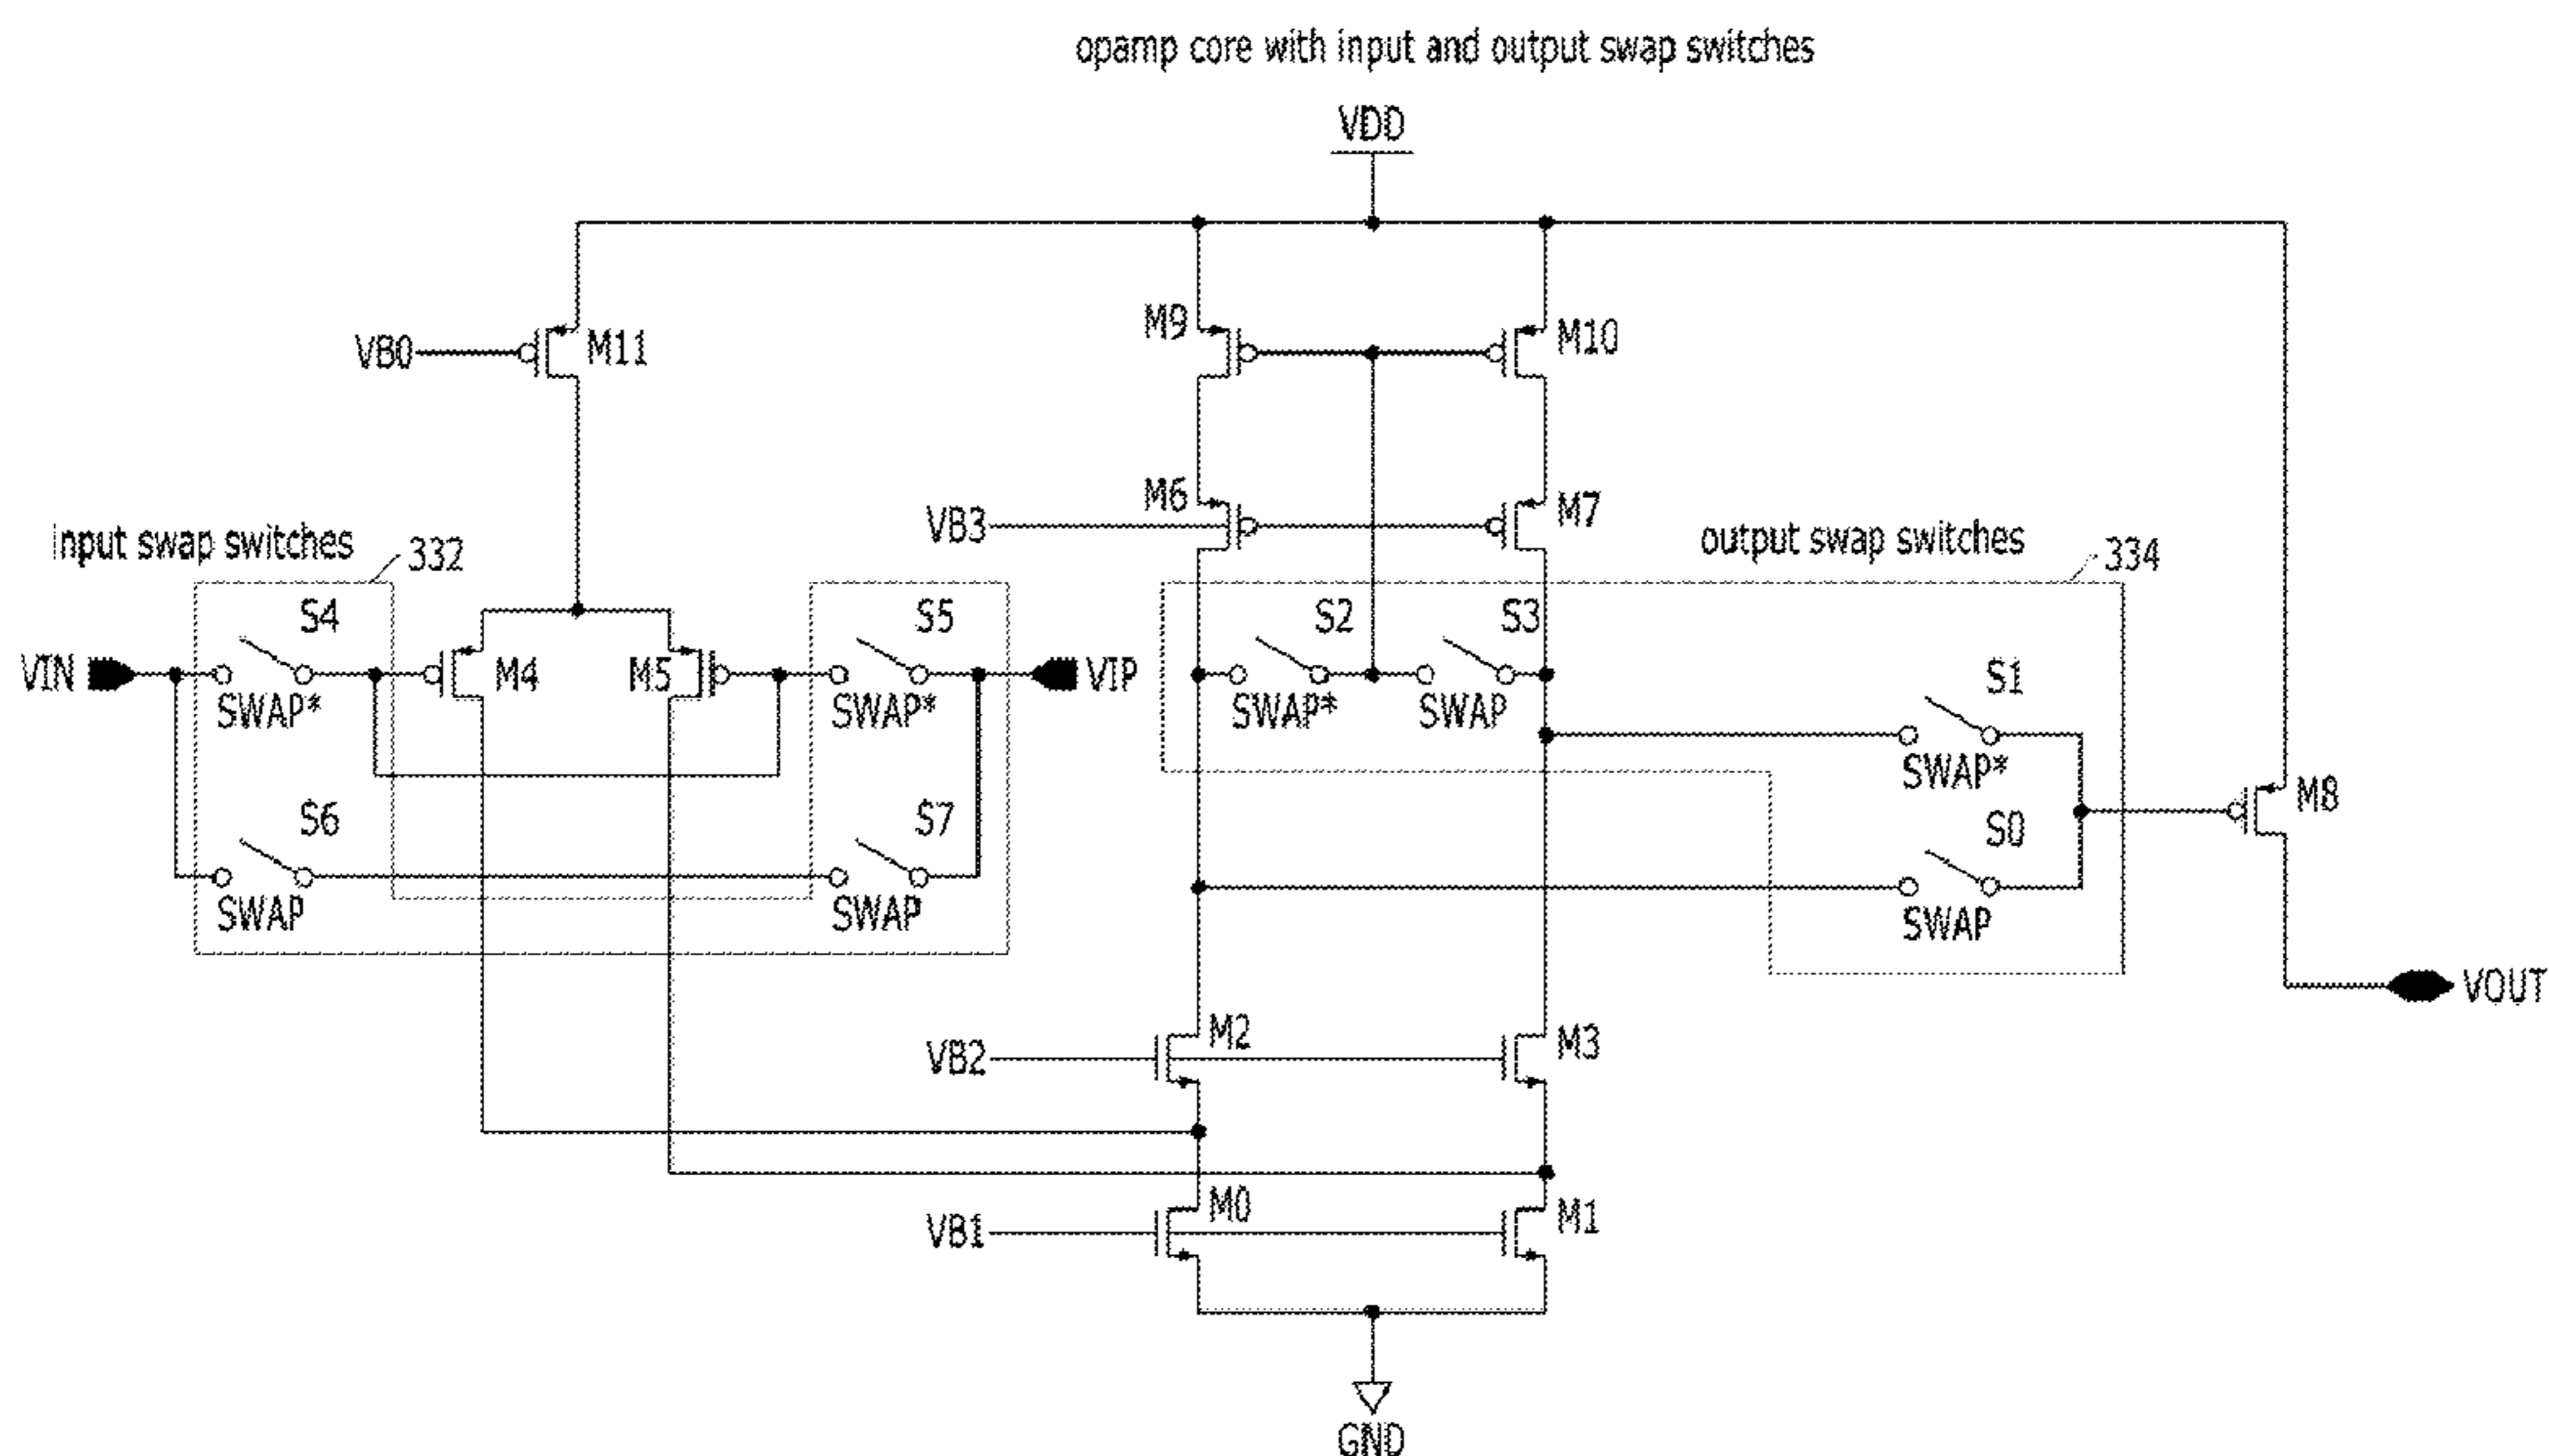 opamp core with input and output swap switches
VDD
M9
M10
VB0
M11
M6
M7
VB3
input swap switches
332
output swap switches
334
S4
S5
S2
S3
VIN
M4
M5
VIP
S1
SWAP*
SWAP*
SWAP*
SWAP
SWAP*
M8
S6
S7
S0
SWAP
SWAP
SWAP
VOUT
VB2
M2
M3
M0
M1
VB1
GND